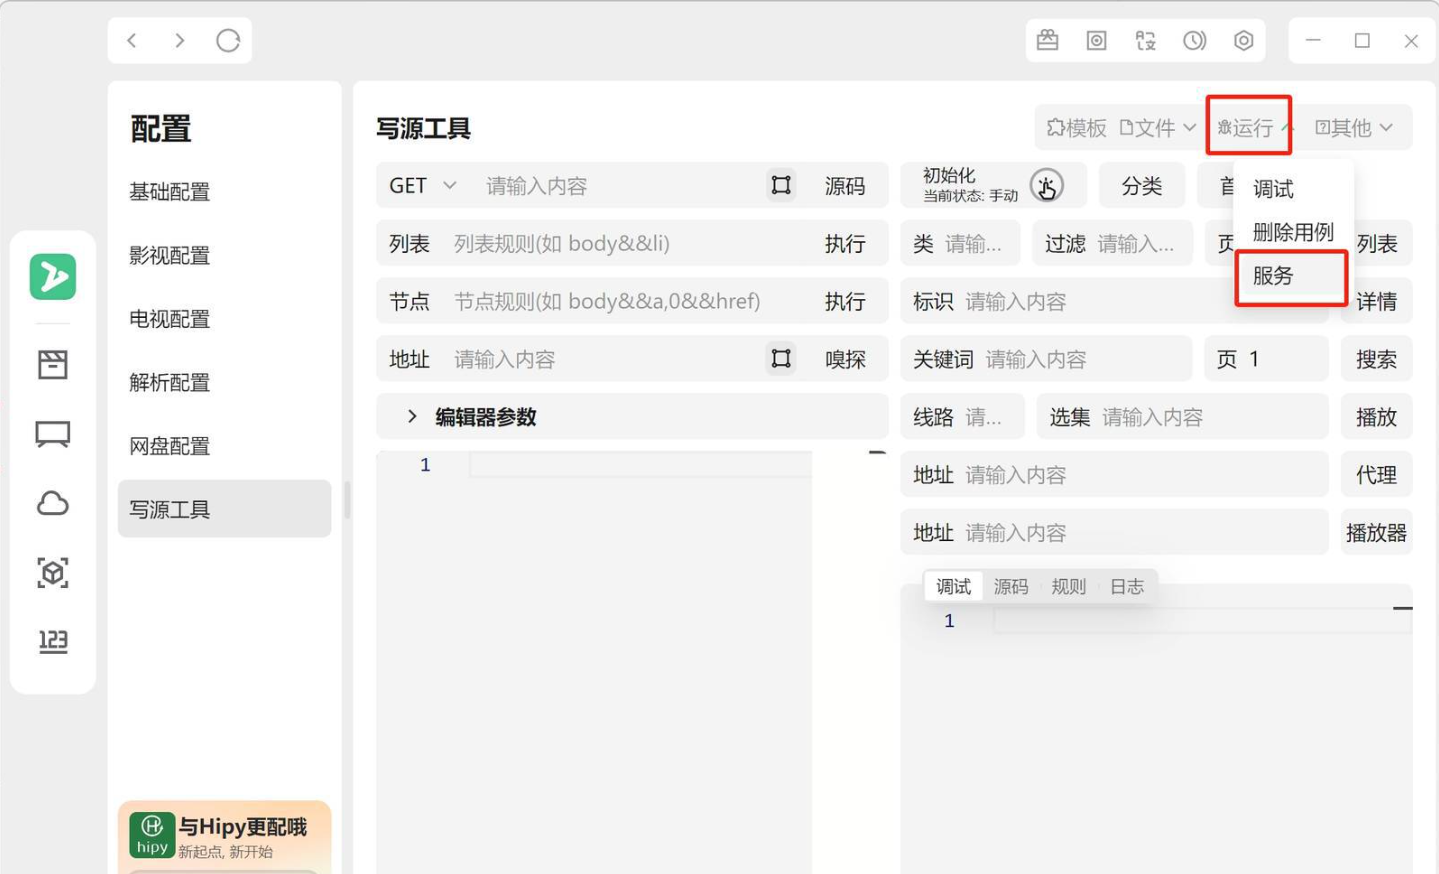 配置
基础配置
影视配置
电视配置
解析配置
网盘配置
写源工具
与Hipy更配哦
hipy
新起点, 新开始
写源工具
模板 文件 运行 其他
GET 请输入内容 源码
初始化
当前状态: 手动
分类 首
调试
删除用例
服务
列表 列表规则(如 body&&li) 执行
类 请输... 过滤 请输入... 页 列表
节点 节点规则(如 body&&a,0&&href) 执行
标识 请输入内容 详情
地址 请输入内容 嗅探
关键词 请输入内容 页 1 搜索
编辑器参数
线路 请... 选集 请输入内容 播放
1
地址 请输入内容 代理
地址 请输入内容 播放器
调试 源码 规则 日志
1
123